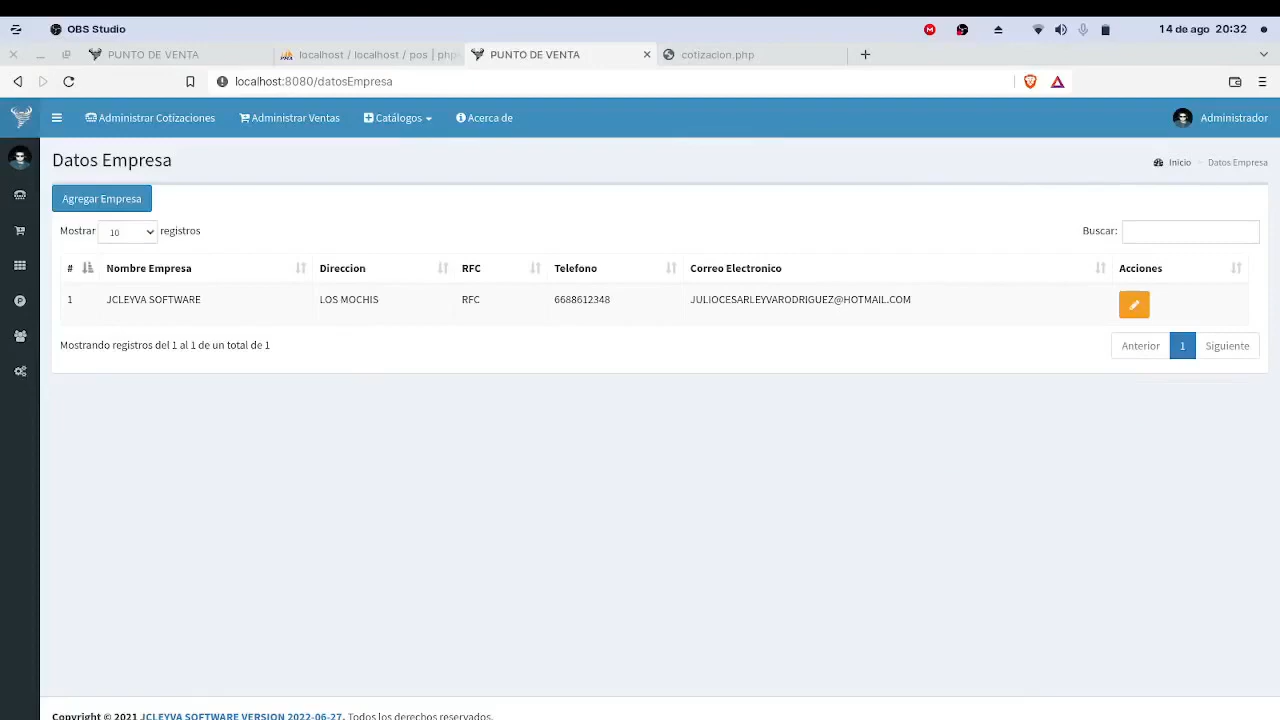 OBS Studio
14 de ago 20:32
PUNTO DE VENTA
localhost / localhost / pos | php
PUNTO DE VENTA
cotizacion.php
localhost:8080/datosEmpresa
Administrar Cotizaciones
Administrar Ventas
Catálogos
Acerca de
Administrador
Datos Empresa
Inicio
Datos Empresa
Agregar Empresa
Mostrar 10 registros
Buscar:
# Nombre Empresa Direccion RFC Telefono Correo Electronico Acciones
1 JCLEYVA SOFTWARE LOS MOCHIS RFC 6688612348 JULIOCESARLEYVARODRIGUEZ@HOTMAIL.COM
Mostrando registros del 1 al 1 de un total de 1
Anterior 1 Siguiente
Copyright © 2021 JCLEYVA SOFTWARE VERSION 2022-06-27. Todos los derechos reservados.